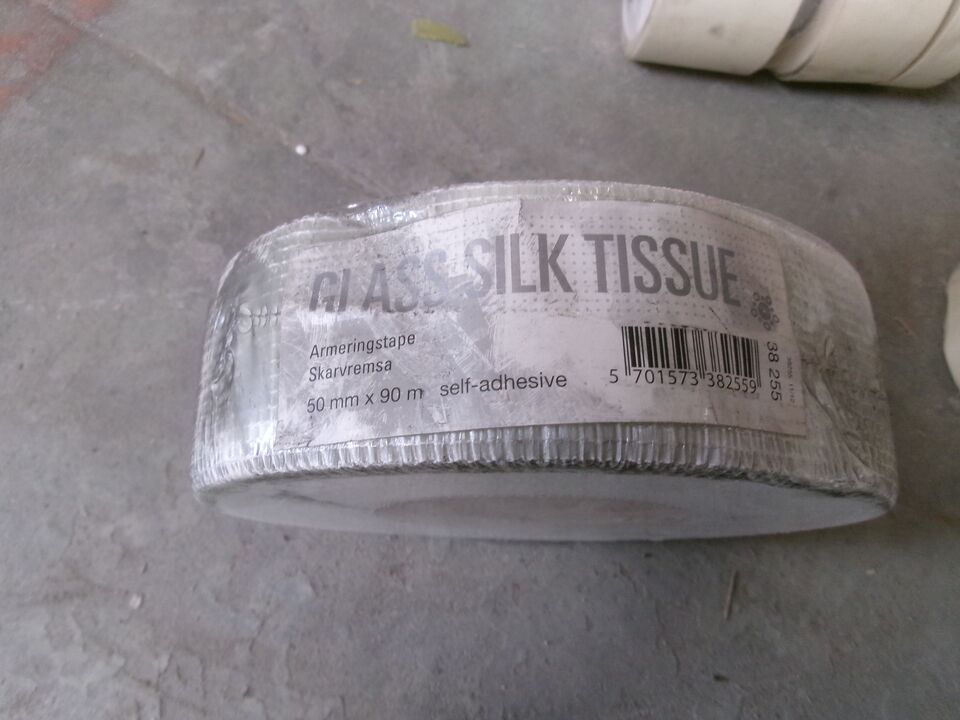 GLASS SILK TISSUE
Armeringstape
Skarvremsa
50 mm x 90 m self-adhesive
5 701573 382559
38 255